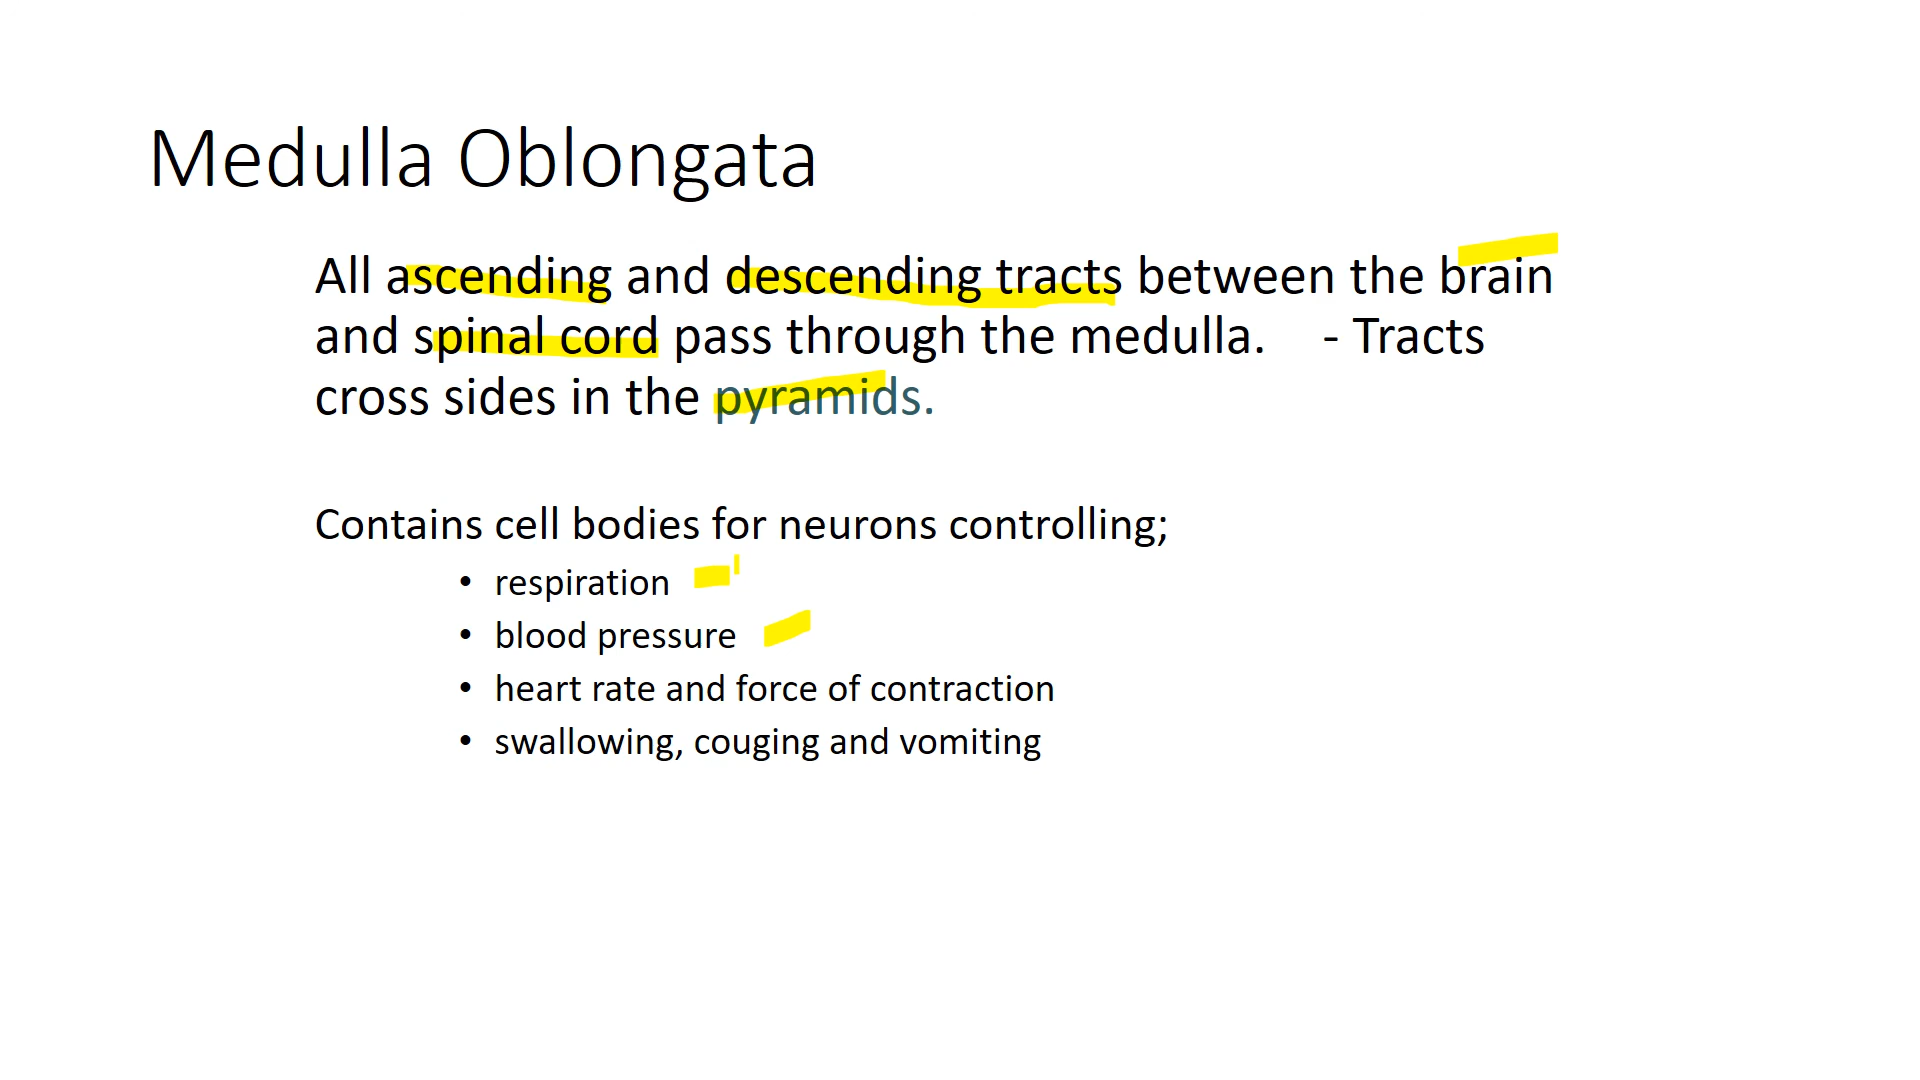 Medulla Oblongata
All ascending and descending tracts between the brain
and spinal cord pass through the medulla. - Tracts
cross sides in the pyramids.
Contains cell bodies for neurons controlling;
• respiration
• blood pressure
• heart rate and force of contraction
• swallowing, couging and vomiting